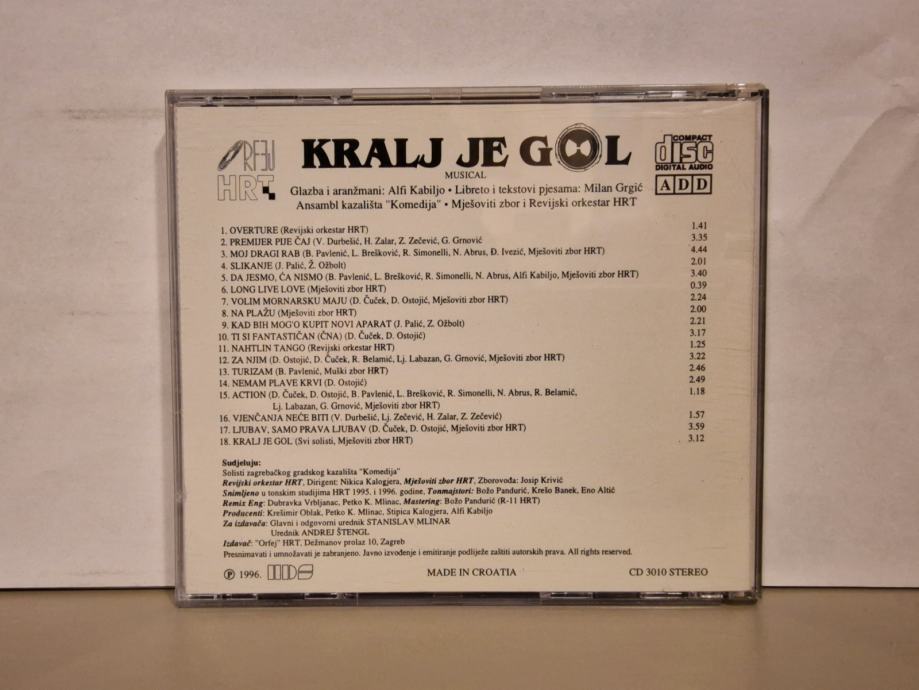 ORFEJ
HRT
KRALJ JE GOL
MUSICAL
Glazba i aranžmani: Alfi Kabiljo • Libreto i tekstovi pjesama: Milan Grgić
Ansambl kazališta "Komedija" • Mješoviti zbor i Revijski orkestar HRT
COMPACT
disc
DIGITAL AUDIO
ADD
1. OVERTURE (Revijski orkestar HRT) 1.41
2. PREMIJER PIJE ČAJ (V. Durbešić, H. Zalar, Z. Zečević, G. Grnović 3.35
3. MOJ DRAGI RAB (B. Pavlenić, L. Brešković, R. Simonelli, N. Abrus, Đ. Ivezić, Mješoviti zbor HRT) 4.44
4. SLIKANJE (J. Palić, Ž. Ožbolt) 2.01
5. DA JESMO, ČA NISMO (B. Pavlenić, L. Brešković, R. Simonelli, N. Abrus, Alfi Kabiljo, Mješoviti zbor HRT) 3.40
6. LONG LIVE LOVE (Mješoviti zbor HRT) 0.39
7. VOLIM MORNARSKU MAJU (D. Čuček, D. Ostojić, Mješoviti zbor HRT) 2.24
8. NA PLAŽU (Mješoviti zbor HRT) 2.00
9. KAD BIH MOG'O KUPIT NOVI APARAT (J. Palić, Z. Ožbolt) 2.21
10. TI SI FANTASTIČAN (ČNA) (D. Čuček, D. Ostojić) 3.17
11. NAHTLIN TANGO (Revijski orkestar HRT) 1.25
12. ZA NJIM (D. Ostojić, D. Čuček, R. Belamić, Lj. Labazan, G. Grnović, Mješoviti zbor HRT) 3.22
13. TURIZAM (B. Pavlenić, Muški zbor HRT) 2.46
14. NEMAM PLAVE KRVI (D. Ostojić) 2.49
15. ACTION (D. Čuček, D. Ostojić, B. Pavlenić, L. Brešković, R. Simonelli, N. Abrus, R. Belamić, 1.18
Lj. Labazan, G. Grnović, Mješoviti zbor HRT)
16. VJENČANJA NEĆE BITI (V. Durbešić, Lj. Zečević, H. Zalar, Z. Zečević) 1.57
17. LJUBAV, SAMO PRAVA LJUBAV (D. Čuček, D. Ostojić, Mješoviti zbor HRT) 3.59
18. KRALJ JE GOL (Svi solisti, Mješoviti zbor HRT) 3.12
Sudjeluju:
Solisti zagrebačkog gradskog kazališta "Komedija"
Revijski orkestar HRT, Dirigent: Nikica Kalogjera, Mješoviti zbor HRT, Zborovođa: Josip Krivić
Snimljeno u tonskim studijima HRT 1995. i 1996. godine, Tonmajstori: Božo Pandurić, Krešo Banek, Eno Altić
Remix Eng: Dubravka Vrbljanac, Petko K. Mlinac, Mastering: Božo Pandurić (R-11 HRT)
Producenti: Krešimir Oblak, Petko K. Mlinac, Stipica Kalogjera, Alfi Kabiljo
Za izdavača: Glavni i odgovorni urednik STANISLAV MLINAR
Urednik ANDREJ ŠTENGL
Izdavač: "Orfej" HRT, Dežmanov prolaz 10, Zagreb
Presnimavati i umnožavati je zabranjeno. Javno izvođenje i emitiranje podliježe zaštiti autorskih prava. All rights reserved.
Ⓟ 1996. IDS MADE IN CROATIA CD 3010 STEREO